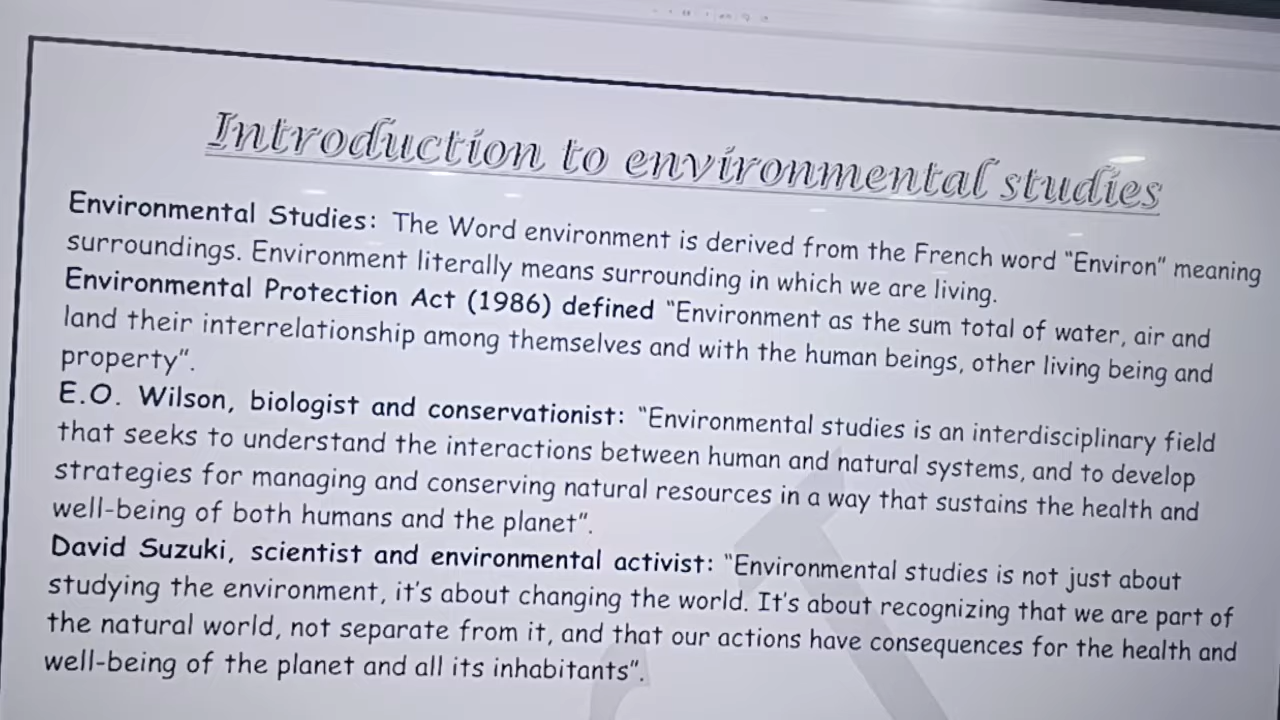 Introduction to environmental studies
Environmental Studies: The Word environment is derived from the French word "Environ" meaning
surroundings. Environment literally means surrounding in which we are living.
Environmental Protection Act (1986) defined "Environment as the sum total of water, air and
land their interrelationship among themselves and with the human beings, other living being and
property".
E.O. Wilson, biologist and conservationist: "Environmental studies is an interdisciplinary field
that seeks to understand the interactions between human and natural systems, and to develop
strategies for managing and conserving natural resources in a way that sustains the health and
well-being of both humans and the planet".
David Suzuki, scientist and environmental activist: "Environmental studies is not just about
studying the environment, it's about changing the world. It's about recognizing that we are part of
the natural world, not separate from it, and that our actions have consequences for the health and
well-being of the planet and all its inhabitants".